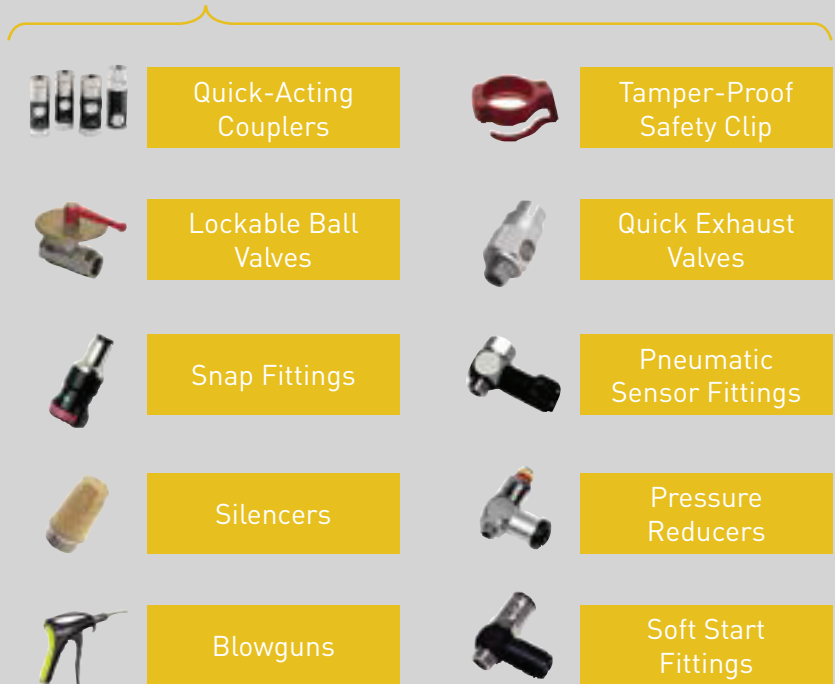 Quick-Acting
Couplers
Tamper-Proof
Safety Clip
Lockable Ball
Valves
Quick Exhaust
Valves
Snap Fittings
Pneumatic
Sensor Fittings
Silencers
Pressure
Reducers
Blowguns
Soft Start
Fittings